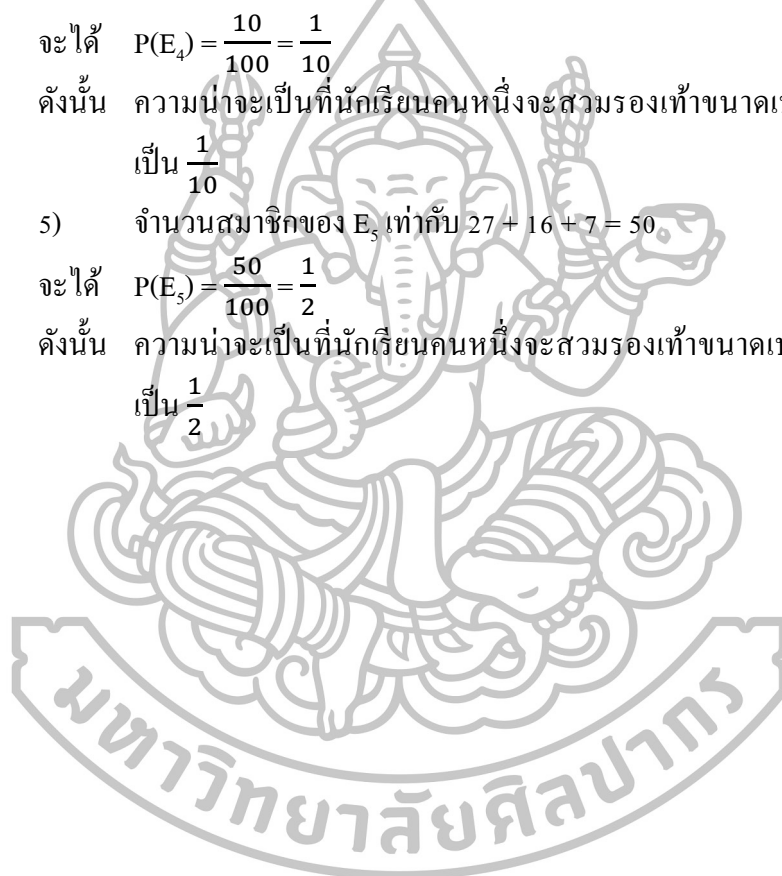 จะได้ P(E₄) = 10/100 = 1/10
ดังนั้น ความน่าจะเป็นที่นักเรียนคนหนึ่งจะสวมรองเท้าขนาด
เป็น 1/10
5) จำนวนสมาชิกของ E₅ เท่ากับ 27 + 16 + 7 = 50
จะได้ P(E₅) = 50/100 = 1/2
ดังนั้น ความน่าจะเป็นที่นักเรียนคนหนึ่งจะสวมรองเท้าขนาด
เป็น 1/2
มหาวิทยาลัยศิลปากร